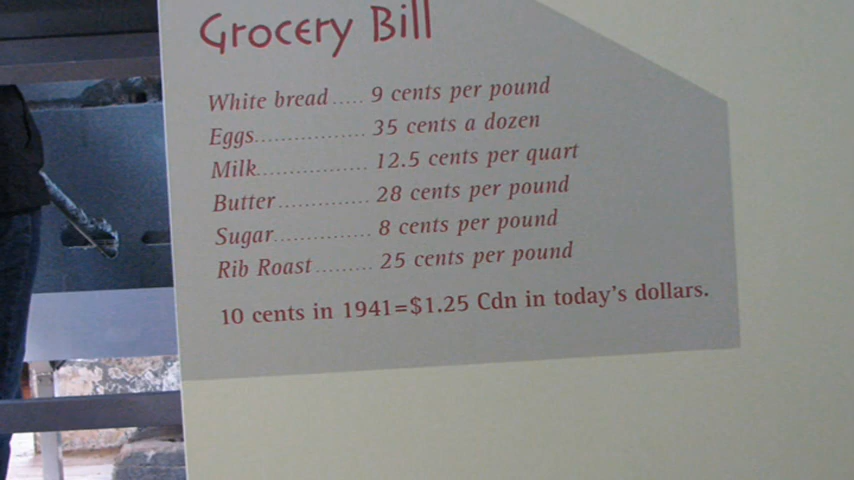 Grocery Bill
White bread ..... 9 cents per pound
Eggs................. 35 cents a dozen
Milk................. 12.5 cents per quart
Butter .............. 28 cents per pound
Sugar............... 8 cents per pound
Rib Roast ......... 25 cents per pound
10 cents in 1941=$1.25 Cdn in today's dollars.